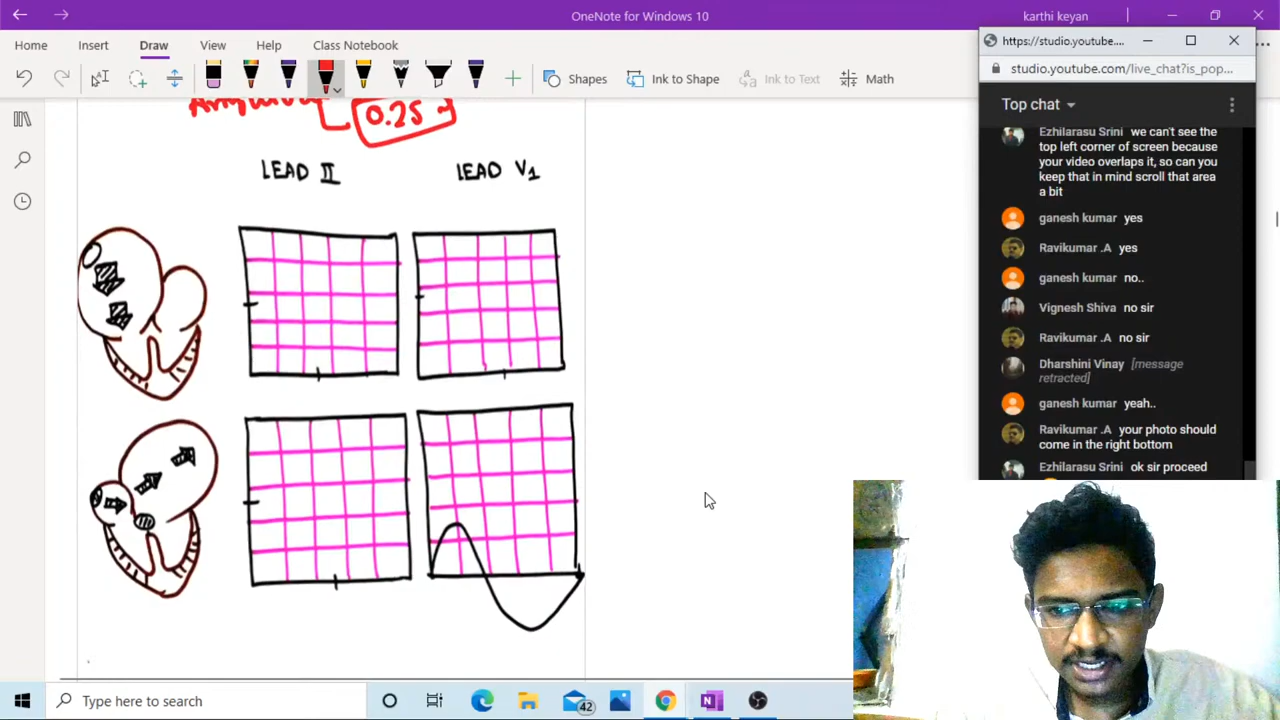 OneNote for Windows 10
karthi keyan
Home
Insert
Draw
View
Help
Class Notebook
Shapes
Ink to Shape
Ink to Text
Math
0.25
LEAD II
LEAD V1
https://studio.youtube....
studio.youtube.com/live_chat?is_pop...
Top chat
Ezhilarasu Srini we can't see the
top left corner of screen because
your video overlaps it, so can you
keep that in mind scroll that area
a bit
ganesh kumar yes
Ravikumar .A yes
ganesh kumar no..
Vignesh Shiva no sir
Ravikumar .A no sir
Dharshini Vinay [message
retracted]
ganesh kumar yeah..
Ravikumar .A your photo should
come in the right bottom
Ezhilarasu Srini ok sir proceed
Type here to search
42